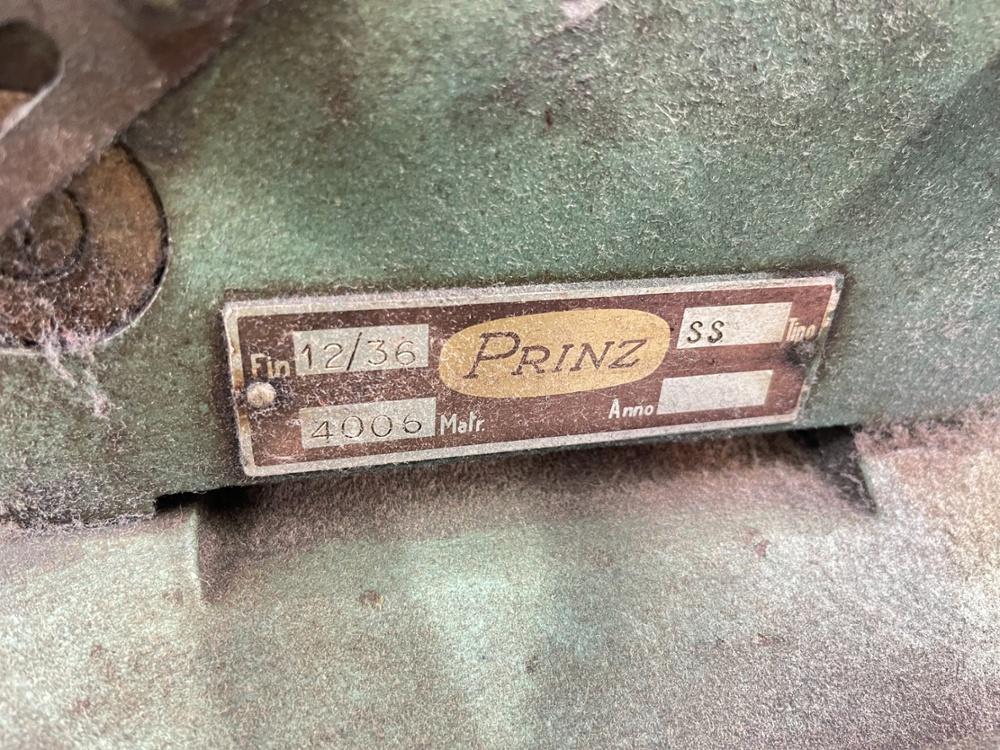 Fin 12/36 PRINZ SS Tipo
4006 Matr. Anno